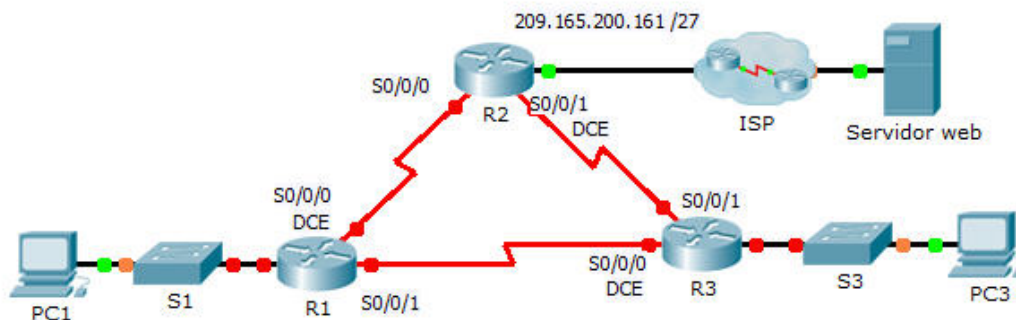 209.165.200.161 /27
S0/0/0
R2
S0/0/1
DCE
ISP
Servidor web
S0/0/0
DCE
S0/0/1
PC1
S1
R1
S0/0/1
S0/0/0
DCE
R3
S3
PC3